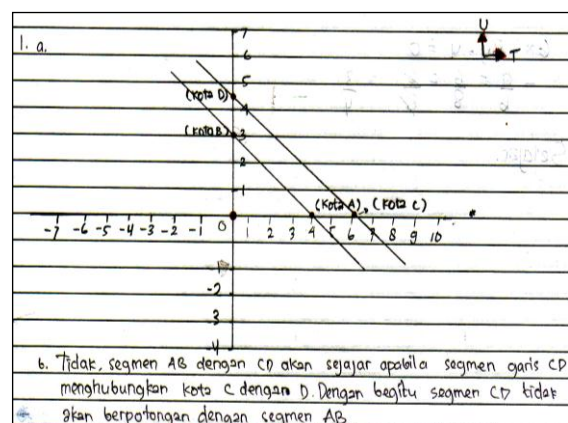 1. a.
U
T
7
6
5
(Kota D)
4
(Kota B)
3
2
1
(Kota A), (Kota C)
-7 -6 -5 -4 -3 -2 -1 0 1 2 3 4 5 6 7 8 9 10
-1
-2
-3
-4
b. Tidak, segmen AB dengan CD akan sejajar apabila segmen garis CD
menghubungkan kota C dengan D. Dengan begitu segmen CD tidak
akan berpotongan dengan segmen AB